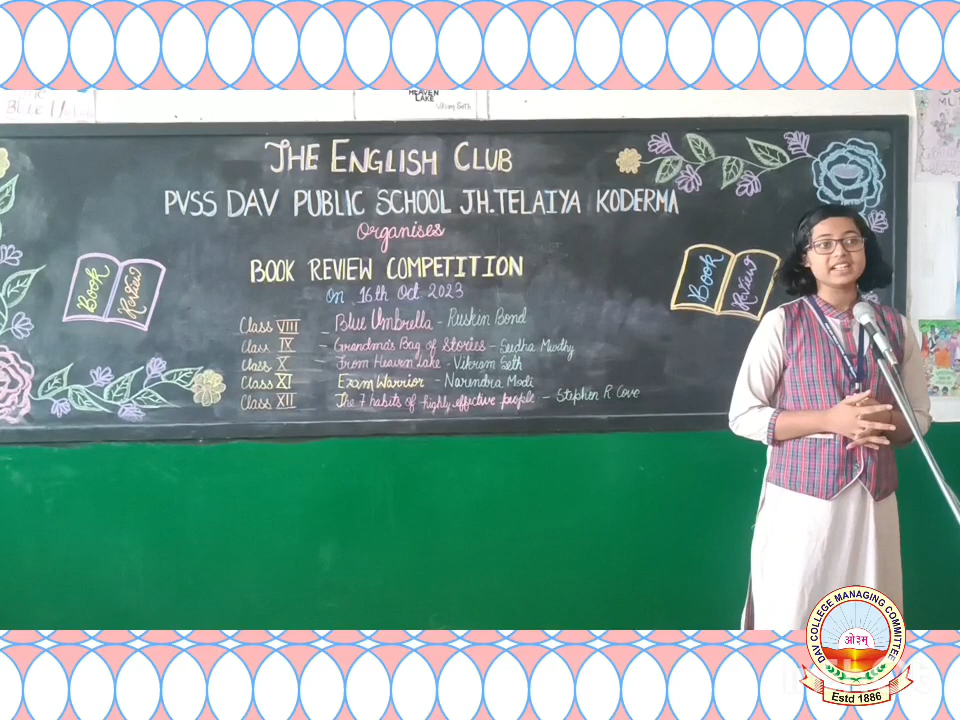 HEAVEN
LAKE
Vikram Seth
THE ENGLISH CLUB
PVSS DAV PUBLIC SCHOOL JH.TELAIYA KODERMA
Organises
BOOK REVIEW COMPETITION
On 16th Oct 2023
Book Review
Book Review
Class VIII – Blue Umbrella – Ruskin Bond
Class IX – Grandma's Bag of Stories – Sudha Murthy
Class X – From Heaven Lake – Vikram Seth
Class XI – Exam Warrior – Narendra Modi
Class XII – The 7 habits of highly effective people – Stephen R Cove
DAV COLLEGE MANAGING COMMITTEE
ओ३म्
Estd 1886